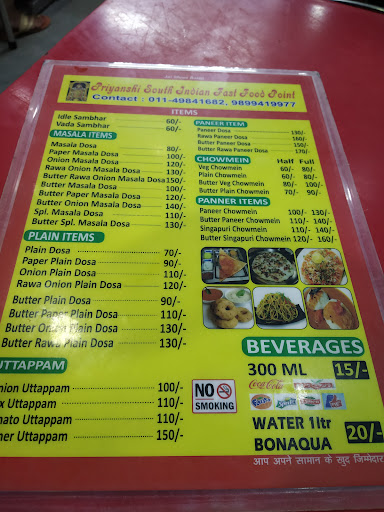 Priyanshi South Indian Fast Food Point
Contact : 011-49841682, 9899419977
ITEMS
Idle Sambhar 60/-
Vada Sambhar 60/-
MASALA ITEMS
Masala Dosa 80/-
Paper Masala Dosa 100/-
Onion Masala Dosa 120/-
Rawa Onion Masala Dosa 130/-
Butter Rawa Onion Masala Dosa 150/-
Butter Masala Dosa 100/-
Butter Paper Masala Dosa 120/-
Butter Onion Masala Dosa 140/-
Spl. Masala Dosa 110/-
Butter Spl. Masala Dosa 130/-
PLAIN ITEMS
Plain Dosa 70/-
Paper Plain Dosa 90/-
Onion Plain Dosa 110/-
Rawa Onion Plain Dosa 120/-
Butter Plain Dosa 90/-
Butter Paper Plain Dosa 110/-
Butter Onion Plain Dosa 130/-
Butter Rawa Plain Dosa 130/-
UTTAPPAM
nion Uttappam 100/-
x Uttappam 110/-
mato Uttappam 110/-
ner Uttappam 150/-
NO
SMOKING
PANEER ITEM
Paneer Dosa 130/-
Rawa Paneer Dosa 160/-
Butter Paneer Dosa 150/-
Butter Rawa Paneer Dosa 170/-
CHOWMEIN Half Full
Veg Chowmein 60/- 80/-
Plain Chowmein 60/- 80/-
Butter Veg Chowmein 80/- 100/-
Butter Plain Chowmein 70/- 90/-
PANNER ITEMS
Paneer Chowmein 100/- 130/-
Butter Paneer Chowmein 110/- 140/-
Singapuri Chowmein 110/- 140/-
Butter Singapuri Chowmein 120/- 160/-
BEVERAGES
300 ML 15/-
Coca-Cola
Fanta
WATER 1ltr
BONAQUA 20/-
आप अपने सामान के खुद जिम्मेदार